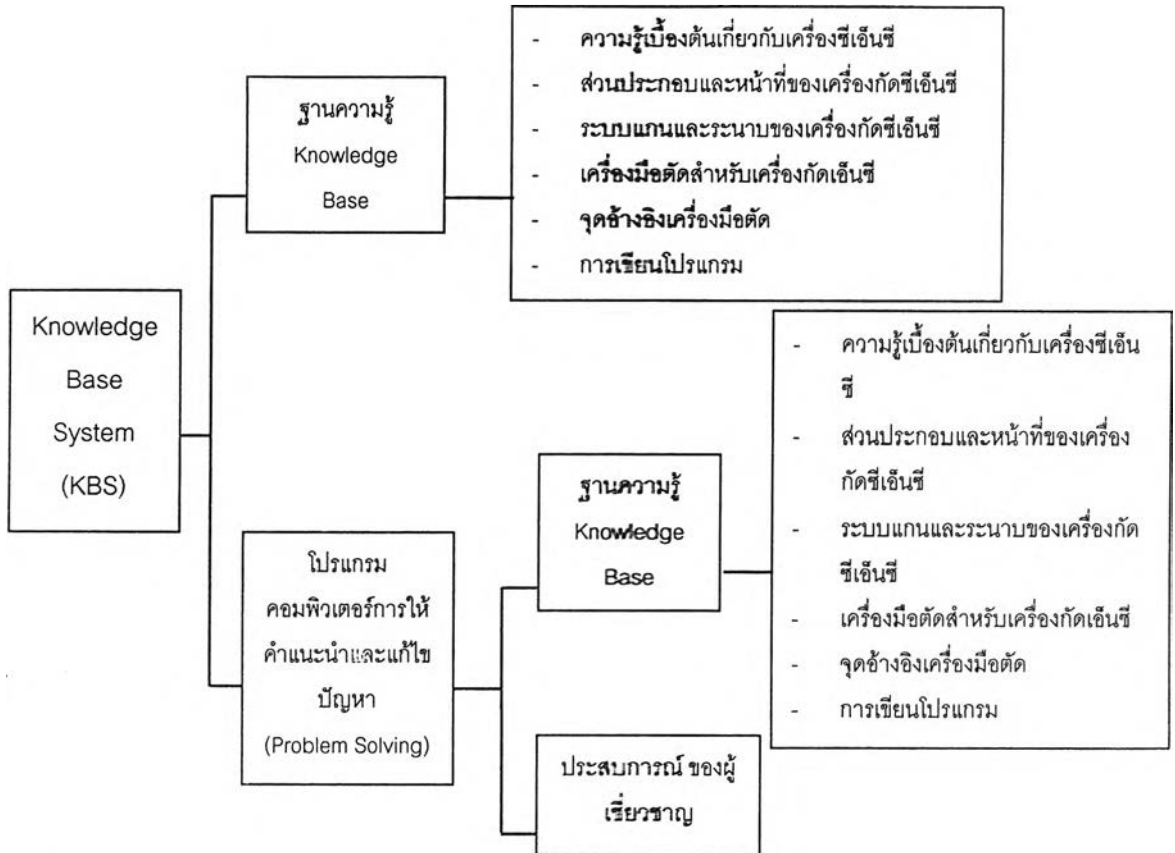 - ความรู้เบื้องต้นเกี่ยวกับเครื่องซีเอ็นซี
- ส่วนประกอบและหน้าที่ของเครื่องกัดซีเอ็นซี
- ระบบแกนและระนาบของเครื่องกัดซีเอ็นซี
- เครื่องมือตัดสำหรับเครื่องกัดเอ็นซี
- จุดอ้างอิงเครื่องมือตัด
- การเขียนโปรแกรม
ฐานความรู้
Knowledge
Base
Knowledge
Base
System
(KBS)
- ความรู้เบื้องต้นเกี่ยวกับเครื่องซีเอ็น
ซี
- ส่วนประกอบและหน้าที่ของเครื่อง
กัดซีเอ็นซี
- ระบบแกนและระนาบของเครื่องกัด
ซีเอ็นซี
- เครื่องมือตัดสำหรับเครื่องกัดเอ็นซี
- จุดอ้างอิงเครื่องมือตัด
- การเขียนโปรแกรม
ฐานความรู้
Knowledge
Base
โปรแกรม
คอมพิวเตอร์การให้
คำแนะนำและแก้ไข
ปัญหา
(Problem Solving)
ประสบการณ์ ของผู้
เชี่ยวชาญ